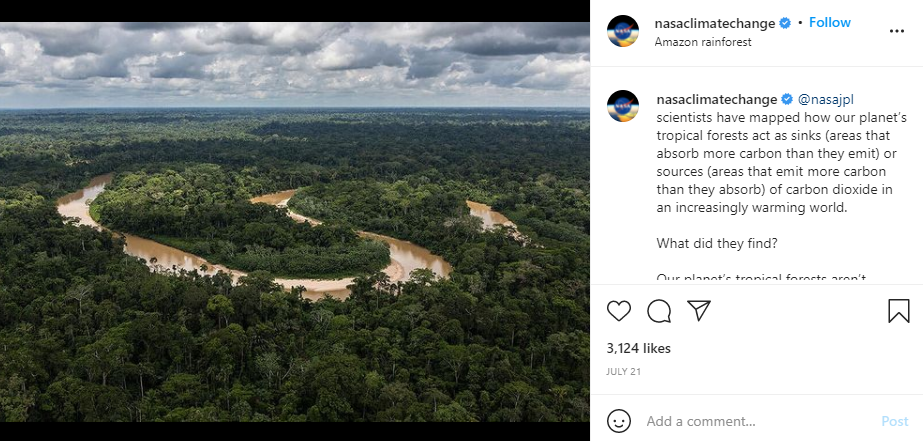 nasaclimatechange • Follow
Amazon rainforest
nasaclimatechange @nasajpl
scientists have mapped how our planet's
tropical forests act as sinks (areas that
absorb more carbon than they emit) or
sources (areas that emit more carbon
than they absorb) of carbon dioxide in
an increasingly warming world.
What did they find?
Our planet's tropical forests aren't
3,124 likes
JULY 21
Add a comment...
Post